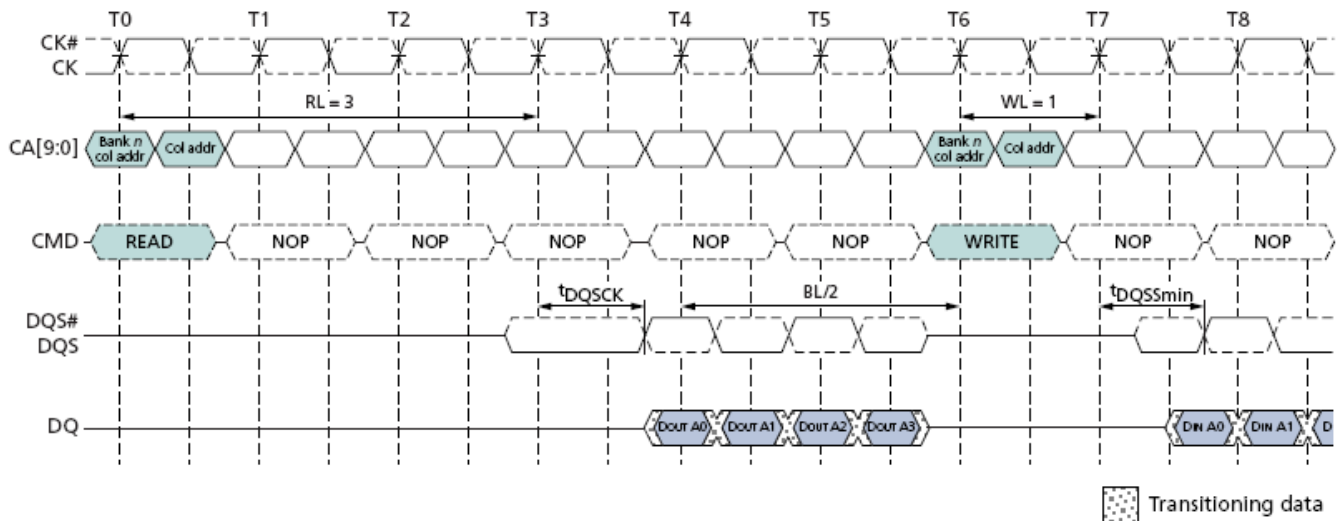 T0 T1 T2 T3 T4 T5 T6 T7 T8
CK#
CK
RL = 3 WL = 1
CA[9:0] Bank n col addr Col addr Bank n col addr Col addr
CMD READ NOP NOP NOP NOP NOP WRITE NOP NOP
tDQSCK BL/2 tDQSSmin
DQS#
DQS
DQ DOUT A0 DOUT A1 DOUT A2 DOUT A3 DIN A0 DIN A1 D
Transitioning data